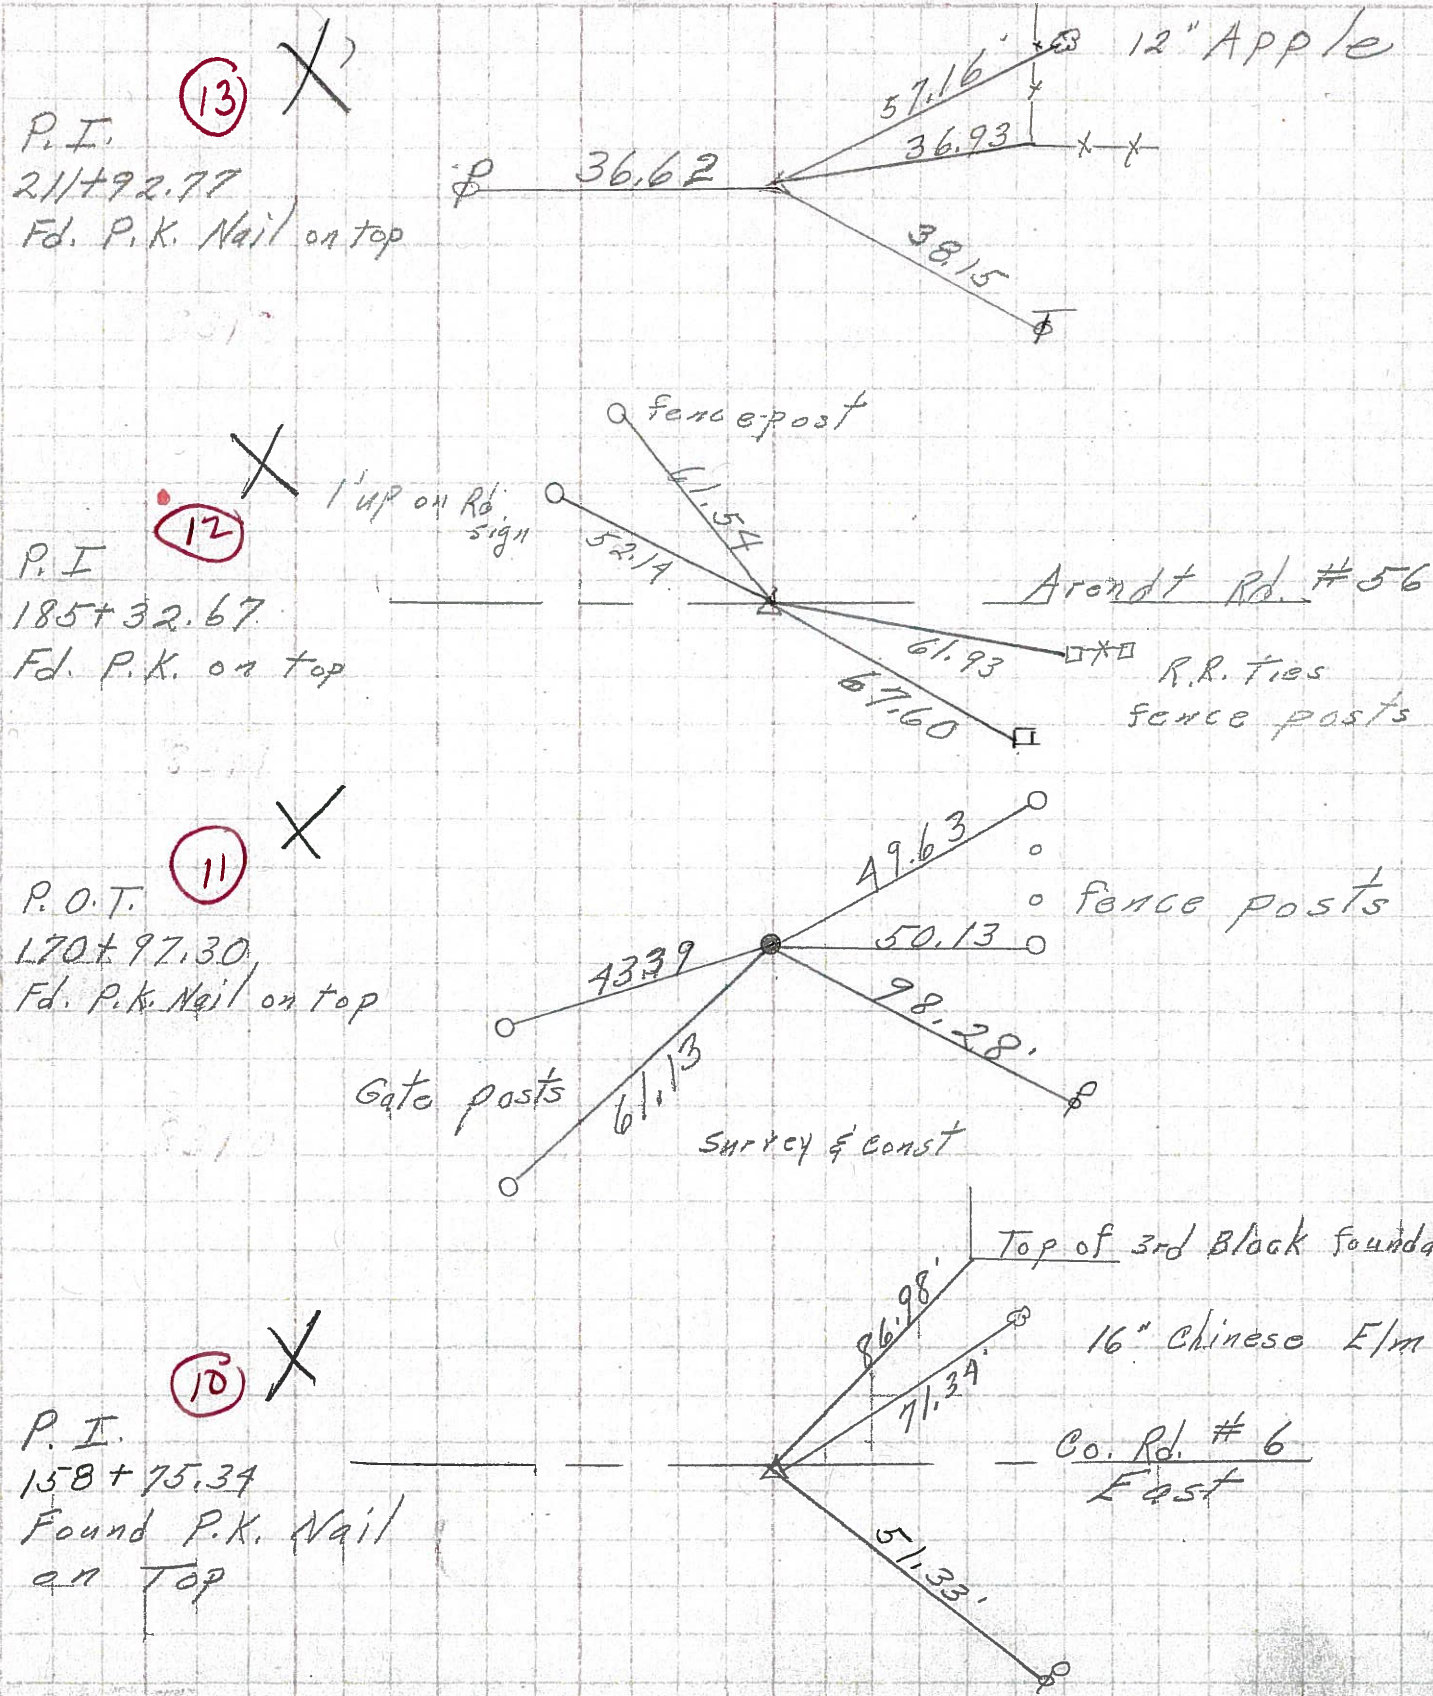 13
P.I.
211+92.77
Fd. P.K. Nail on top
36.62
57.16'
36.93
38.15
12" Apple
12
P.I
185+32.67
Fd. P.K. on top
fence post
1' up on Rd.
sign
61.54
52.14
Arendt Rd. #56
61.93
67.60
R.R. Ties
fence posts
11
P.O.T.
170+97.30
Fd. P.K. Nail on top
49.63
fence posts
50.13
43.39
98.28'
61.13
Gate posts
Survey & const
10
P.I.
158+75.34
Found P.K. Nail
on Top
Top of 3rd Block founda
86.98'
16" Chinese Elm
71.34'
Co. Rd. #6
East
51.33'